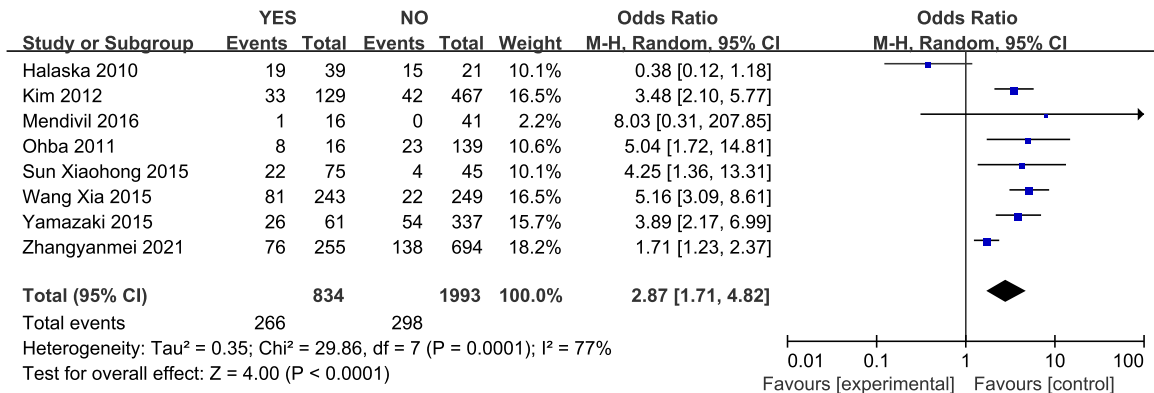 YES NO Odds Ratio Odds Ratio
Study or Subgroup Events Total Events Total Weight M-H, Random, 95% CI M-H, Random, 95% CI
Halaska 2010 19 39 15 21 10.1% 0.38 [0.12, 1.18]
Kim 2012 33 129 42 467 16.5% 3.48 [2.10, 5.77]
Mendivil 2016 1 16 0 41 2.2% 8.03 [0.31, 207.85]
Ohba 2011 8 16 23 139 10.6% 5.04 [1.72, 14.81]
Sun Xiaohong 2015 22 75 4 45 10.1% 4.25 [1.36, 13.31]
Wang Xia 2015 81 243 22 249 16.5% 5.16 [3.09, 8.61]
Yamazaki 2015 26 61 54 337 15.7% 3.89 [2.17, 6.99]
Zhangyanmei 2021 76 255 138 694 18.2% 1.71 [1.23, 2.37]
Total (95% CI) 834 1993 100.0% 2.87 [1.71, 4.82]
Total events 266 298
Heterogeneity: Tau² = 0.35; Chi² = 29.86, df = 7 (P = 0.0001); I² = 77%
Test for overall effect: Z = 4.00 (P < 0.0001)
0.01 0.1 1 10 100
Favours [experimental] Favours [control]